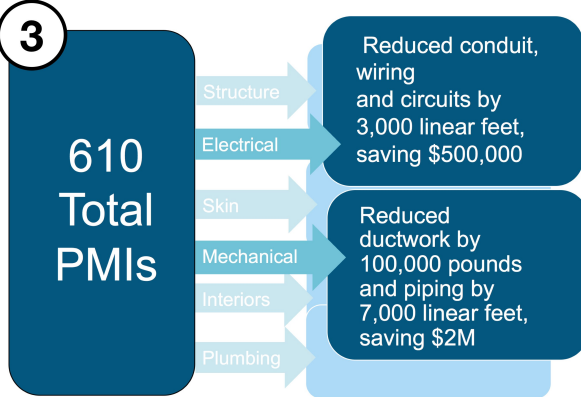 3
610
Total
PMIs
Structure
Electrical
Skin
Mechanical
Interiors
Plumbing
Reduced conduit,
wiring
and circuits by
3,000 linear feet,
saving $500,000
Reduced
ductwork by
100,000 pounds
and piping by
7,000 linear feet,
saving $2M